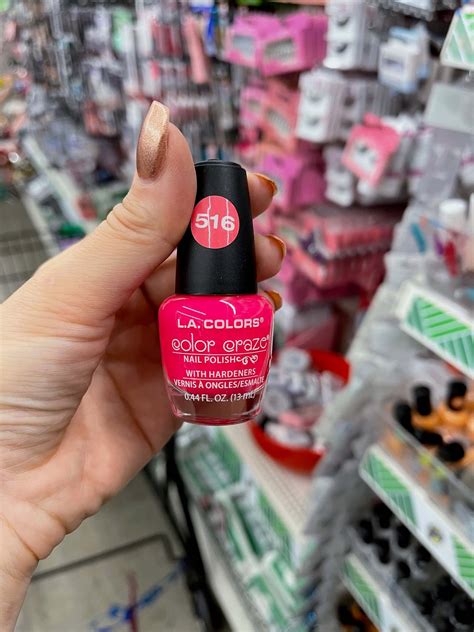 516
L.A. COLORS®
color craze
NAIL POLISH
WITH HARDENERS
VERNIS À ONGLES/ESMALTE
0.44 FL. OZ. (13 mL)